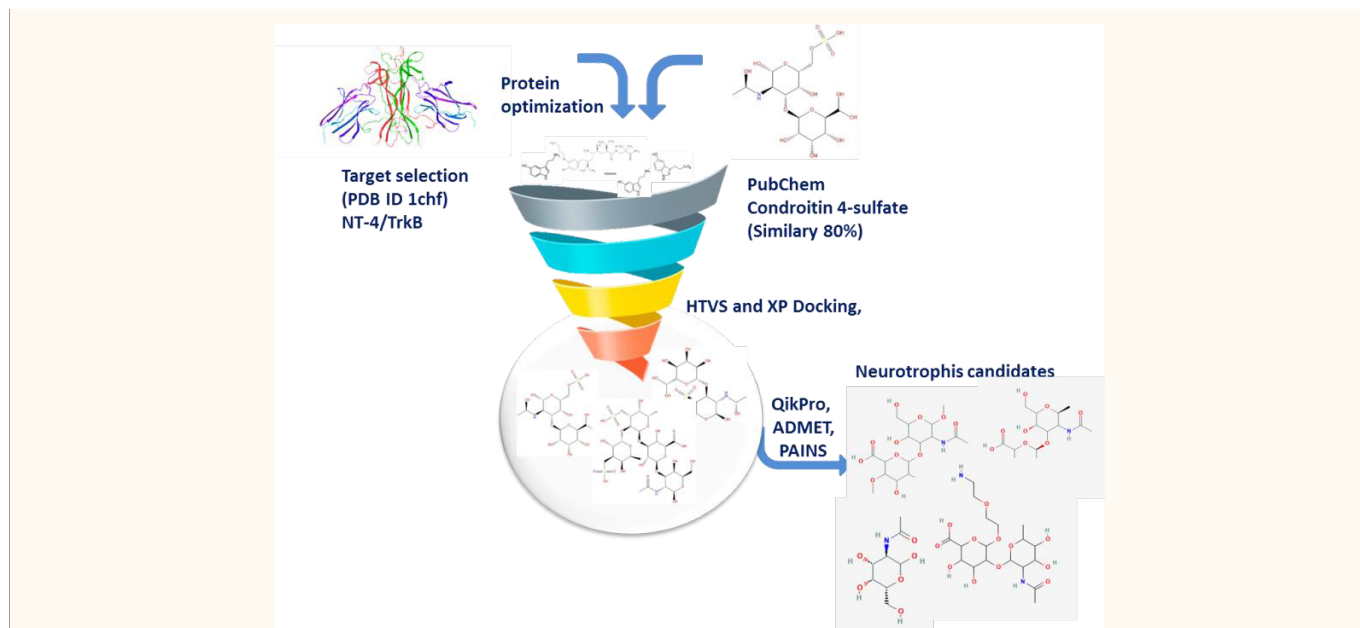 Protein
optimization
Target selection
(PDB ID 1chf)
NT-4/TrkB
PubChem
Condroitin 4-sulfate
(Similary 80%)
HTVS and XP Docking,
QikPro,
ADMET,
PAINS
Neurotrophis candidates